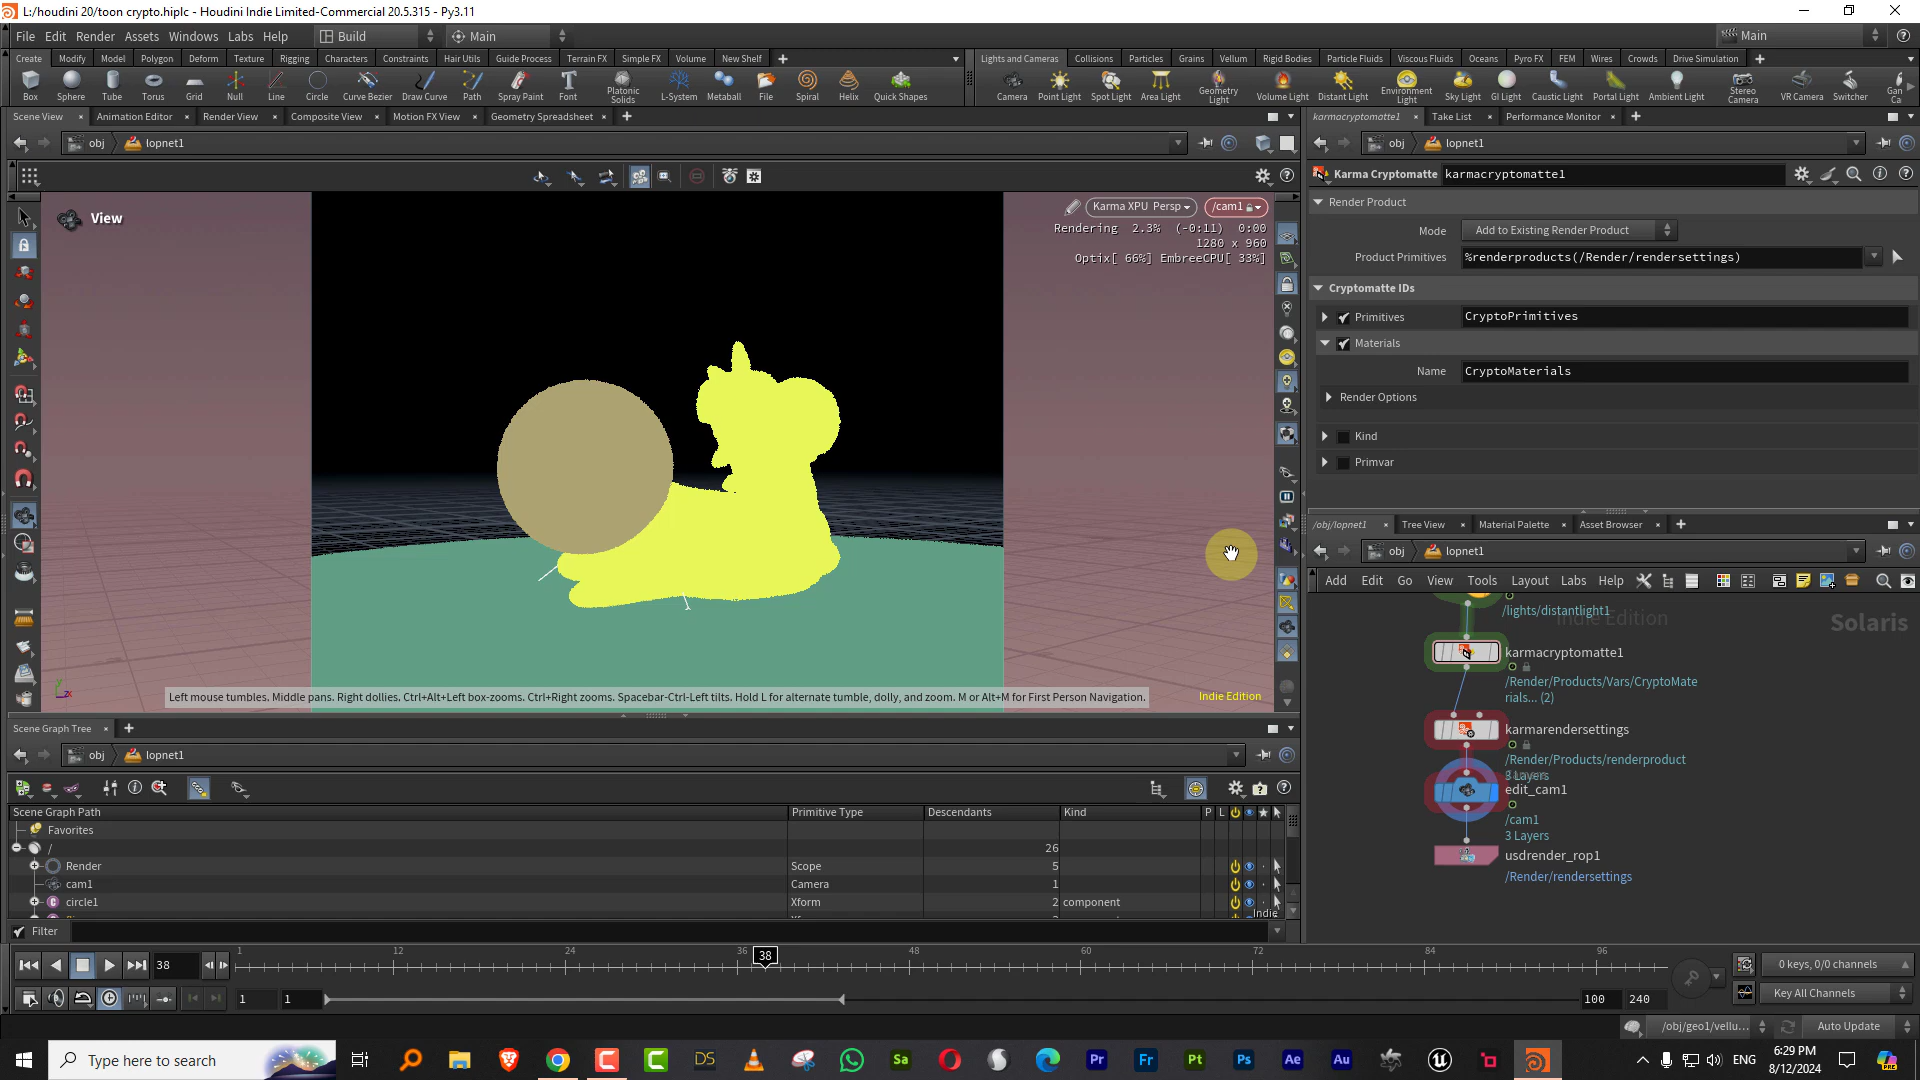 L:/houdini 20/toon crypto.hiplc - Houdini Indie Limited-Commercial 20.5.315 - Py3.11
File Edit Render Assets Windows Labs Help Build Main Main
Create Modify Model Polygon Deform Texture Rigging Characters Constraints Hair Utils Guide Process Terrain FX Simple FX Volume New Shelf
Lights and Cameras Collisions Particles Grains Vellum Rigid Bodies Particle Fluids Viscous Fluids Oceans Pyro FX FEM Wires Crowds Drive Simulation
Box Sphere Tube Torus Grid Null Line Circle Curve Bezier Draw Curve Path Spray Paint Font Platonic Solids L-System Metaball File Spiral Helix Quick Shapes
Camera Point Light Spot Light Area Light Geometry Light Volume Light Distant Light Environment Light Sky Light GI Light Caustic Light Portal Light Ambient Light Stereo Camera VR Camera Switcher Gan Ca
Scene View Animation Editor Render View Composite View Motion FX View Geometry Spreadsheet
obj lopnet1
View
Karma XPU Persp /cam1
Rendering 2.3% (-0:11) 0:00
1280 x 960
Optix[ 66%] EmbreeCPU[ 33%]
Left mouse tumbles. Middle pans. Right dollies. Ctrl+Alt+Left box-zooms. Ctrl+Right zooms. Spacebar-Ctrl-Left tilts. Hold L for alternate tumble, dolly, and zoom. M or Alt+M for First Person Navigation.
Indie Edition
karmacryptomatte1 Take List Performance Monitor
obj lopnet1
Karma Cryptomatte karmacryptomatte1
Render Product
Mode Add to Existing Render Product
Product Primitives %renderproducts(/Render/rendersettings)
Cryptomatte IDs
Primitives CryptoPrimitives
Materials
Name CryptoMaterials
Render Options
Kind
Primvar
/obj/lopnet1 Tree View Material Palette Asset Browser
obj lopnet1
Add Edit Go View Tools Layout Labs Help
/lights/distantlight1
Indie Edition
Solaris
karmacryptomatte1
/Render/Products/Vars/CryptoMate
rials... (2)
karmarendersettings
/Render/Products/renderproduct
3 Layers
edit_cam1
/cam1
3 Layers
usdrender_rop1
/Render/rendersettings
Scene Graph Tree
obj lopnet1
Scene Graph Path Primitive Type Descendants Kind P L
Favorites
/ 26
Render Scope 5
cam1 Camera 1
circle1 Xform 2 component
Indie
Filter
1 12 24 36 38 48 60 72 84 96
38
1 1 100 240
0 keys, 0/0 channels
Key All Channels
/obj/geo1/vellu... Auto Update
Type here to search
DS Sa Pr Fr Pt Ps Ae Au
ENG
6:29 PM
8/12/2024